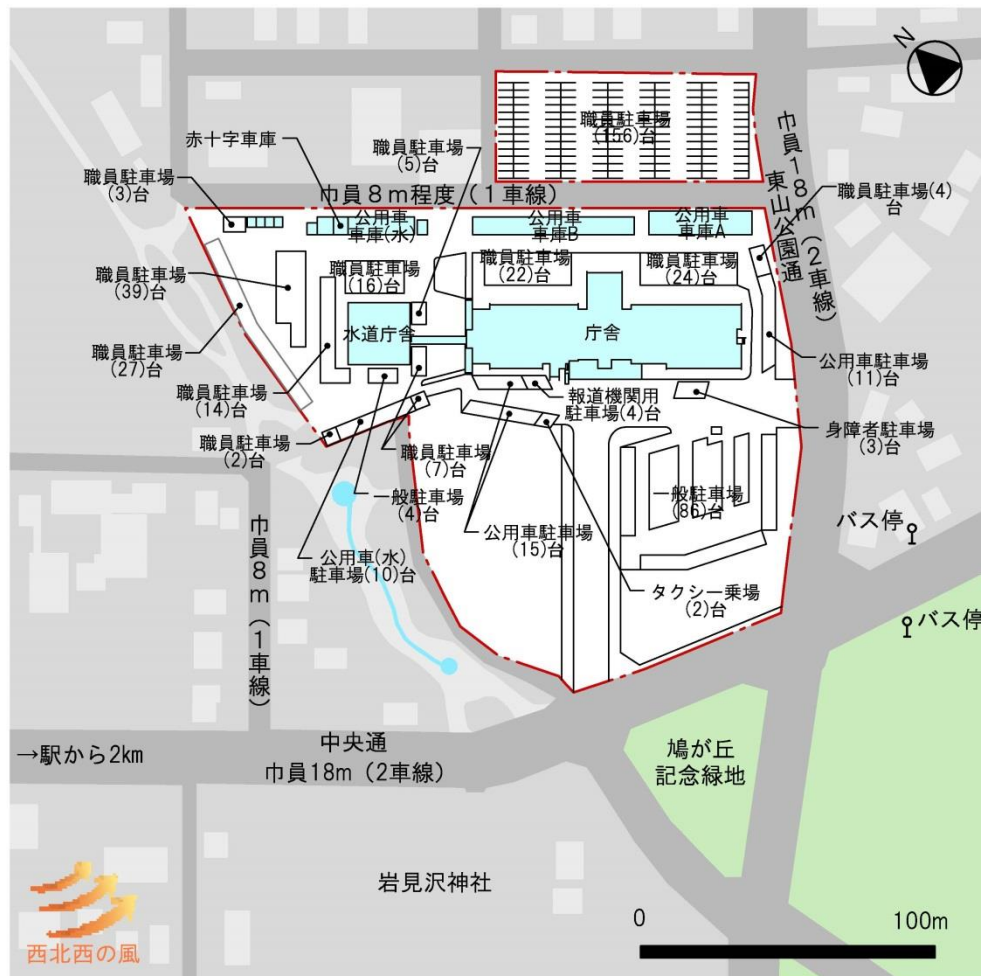 N
職員駐車場
(156)台
赤十字車庫
職員駐車場
(5)台
職員駐車場
(3)台
巾員8m程度(1車線)
巾員18m(2車線)
東山公園通
職員駐車場(4)
台
公用車
車庫(水)
公用車
車庫B
公用車
車庫A
職員駐車場
(39)台
職員駐車場
(16)台
職員駐車場
(22)台
職員駐車場
(24)台
水道庁舎
庁舎
職員駐車場
(27)台
公用車駐車場
(11)台
職員駐車場
(14)台
報道機関用
駐車場(4)台
身障者駐車場
(3)台
職員駐車場
(2)台
職員駐車場
(7)台
一般駐車場
(4)台
一般駐車場
(86)台
公用車駐車場
(15)台
バス停
公用車(水)
駐車場(10)台
タクシー乗場
(2)台
バス停
巾員8m(1車線)
中央通
巾員18m(2車線)
→駅から2km
鳩が丘
記念緑地
岩見沢神社
西北西の風
0
100m